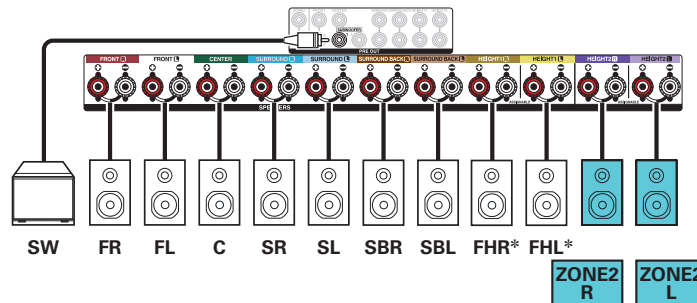 SUBWOOFER
PRE OUT
FRONT R FRONT L CENTER SURROUND R SURROUND L SURROUND BACK R SURROUND BACK L HEIGHT1 R HEIGHT1 L HEIGHT2 R HEIGHT2 L
ASSIGNABLE ASSIGNABLE
SPEAKERS
SW FR FL C SR SL SBR SBL FHR* FHL*
ZONE2 ZONE2
R L